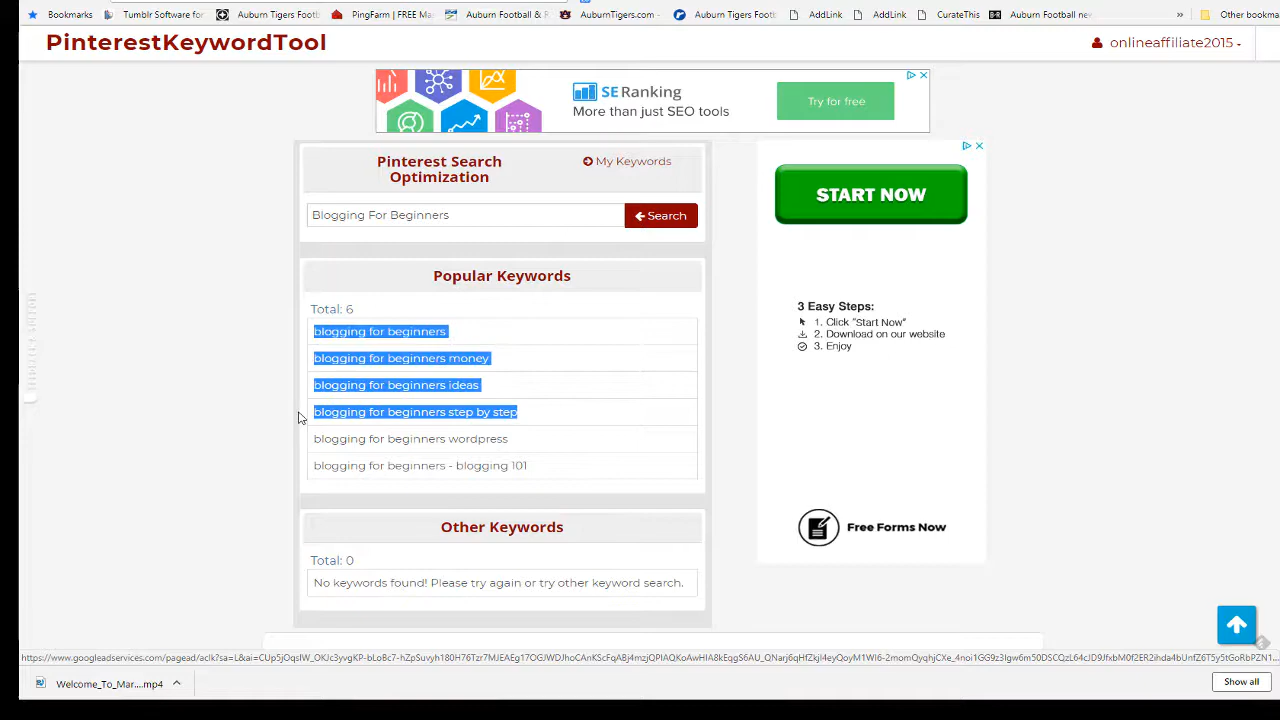 Bookmarks
Tumblr Software for
Auburn Tigers Footb
PingFarm | FREE Ma
Auburn Football & R
AuburnTigers.com -
Auburn Tigers Footb
AddLink
AddLink
CurateThis
Auburn Football nev
»
Other book
PinterestKeywordTool
onlineaffiliate2015
SE Ranking
More than just SEO tools
Try for free
Pinterest Search
Optimization
My Keywords
Blogging For Beginners
Search
START NOW
Popular Keywords
Total: 6
blogging for beginners
blogging for beginners money
blogging for beginners ideas
blogging for beginners step by step
blogging for beginners wordpress
blogging for beginners - blogging 101
3 Easy Steps:
1. Click "Start Now"
2. Download on our website
3. Enjoy
Free Forms Now
Other Keywords
Total: 0
No keywords found! Please try again or try other keyword search.
Welcome_To_Mar....mp4
Show all